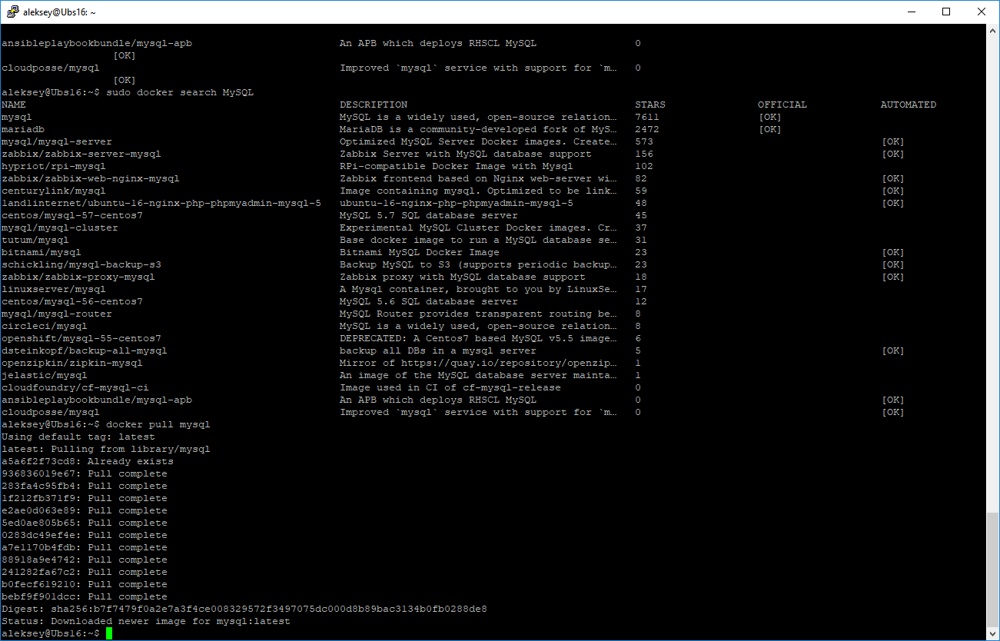 aleksey@Ubs16: ~
ansibleplaybookbundle/mysql-apb An APB which deploys RHSCL MySQL 0
[OK]
cloudposse/mysql Improved `mysql` service with support for `m… 0
[OK]
aleksey@Ubs16:~$ sudo docker search MySQL
NAME DESCRIPTION STARS OFFICIAL AUTOMATED
mysql MySQL is a widely used, open-source relation… 7611 [OK]
mariadb MariaDB is a community-developed fork of MyS… 2472 [OK]
mysql/mysql-server Optimized MySQL Server Docker images. Create… 573 [OK]
zabbix/zabbix-server-mysql Zabbix Server with MySQL database support 156 [OK]
hypriot/rpi-mysql RPi-compatible Docker Image with Mysql 102
zabbix/zabbix-web-nginx-mysql Zabbix frontend based on Nginx web-server wi… 82 [OK]
centurylink/mysql Image containing mysql. Optimized to be link… 59 [OK]
land1internet/ubuntu-16-nginx-php-phpmyadmin-mysql-5 ubuntu-16-nginx-php-phpmyadmin-mysql-5 48 [OK]
centos/mysql-57-centos7 MySQL 5.7 SQL database server 45
mysql/mysql-cluster Experimental MySQL Cluster Docker images. Cr… 37
tutum/mysql Base docker image to run a MySQL database se… 31
bitnami/mysql Bitnami MySQL Docker Image 23 [OK]
schickling/mysql-backup-s3 Backup MySQL to S3 (supports periodic backup… 23 [OK]
zabbix/zabbix-proxy-mysql Zabbix proxy with MySQL database support 18 [OK]
linuxserver/mysql A Mysql container, brought to you by LinuxSe… 17
centos/mysql-56-centos7 MySQL 5.6 SQL database server 12
mysql/mysql-router MySQL Router provides transparent routing be… 8
circleci/mysql MySQL is a widely used, open-source relation… 8
openshift/mysql-55-centos7 DEPRECATED: A Centos7 based MySQL v5.5 image… 6
dsteinkopf/backup-all-mysql backup all DBs in a mysql server 5 [OK]
openzipkin/zipkin-mysql Mirror of https://quay.io/repository/openzip… 1
jelastic/mysql An image of the MySQL database server mainta… 1
cloudfoundry/cf-mysql-ci Image used in CI of cf-mysql-release 0
ansibleplaybookbundle/mysql-apb An APB which deploys RHSCL MySQL 0 [OK]
cloudposse/mysql Improved `mysql` service with support for `m… 0 [OK]
aleksey@Ubs16:~$ docker pull mysql
Using default tag: latest
latest: Pulling from library/mysql
a5a6f2f73cd8: Already exists
936836019e67: Pull complete
283fa4c95fb4: Pull complete
1f212fb371f9: Pull complete
e2ae0d063e89: Pull complete
5ed0ae805b65: Pull complete
0283dc49ef4e: Pull complete
a7e1170b4fdb: Pull complete
88918a9e4742: Pull complete
241282fa67c2: Pull complete
b0fecf619210: Pull complete
bebf9f901dcc: Pull complete
Digest: sha256:b7f7479f0a2e7a3f4ce008329572f3497075dc000d8b89bac3134b0fb0288de8
Status: Downloaded newer image for mysql:latest
aleksey@Ubs16:~$